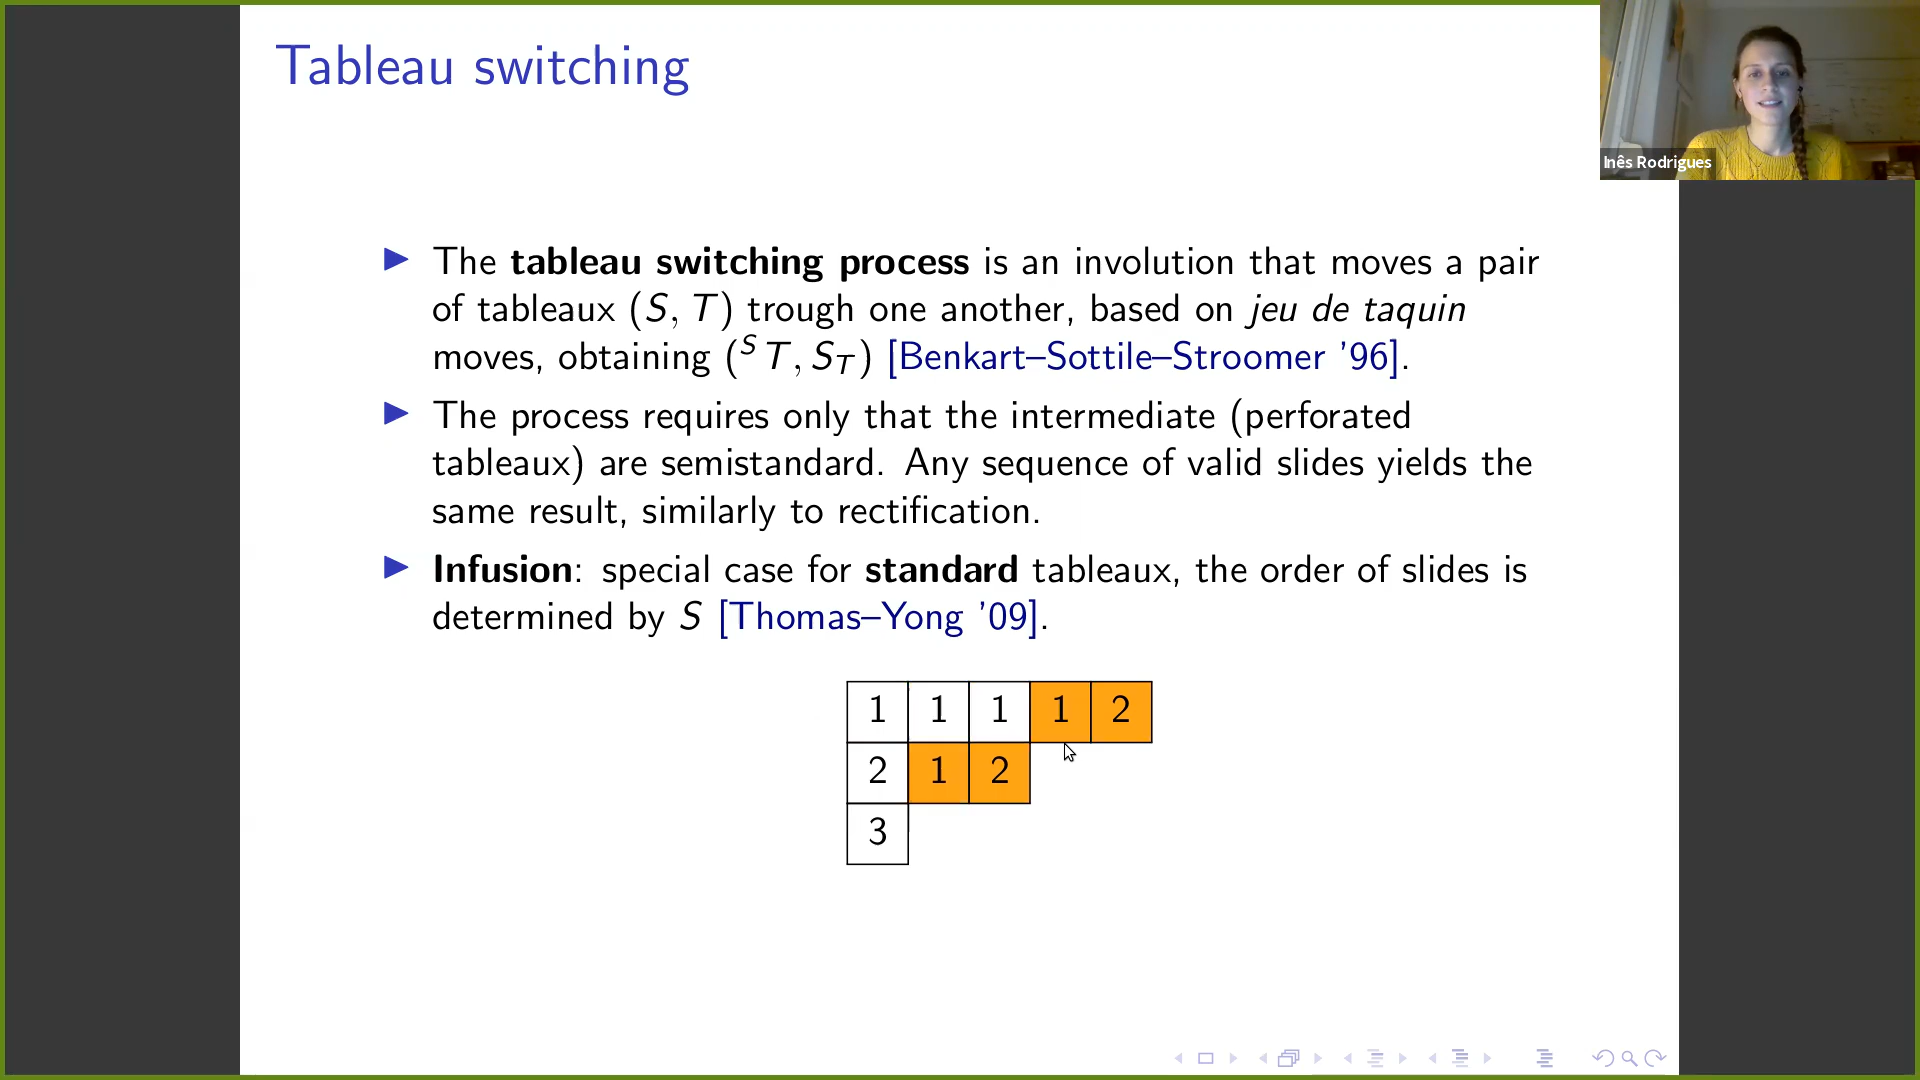 Tableau switching
Inês Rodrigues
▶ The tableau switching process is an involution that moves a pair
of tableaux (S, T) trough one another, based on jeu de taquin
moves, obtaining (ˢT, S_T) [Benkart–Sottile–Stroomer '96].
▶ The process requires only that the intermediate (perforated
tableaux) are semistandard. Any sequence of valid slides yields the
same result, similarly to rectification.
▶ Infusion: special case for standard tableaux, the order of slides is
determined by S [Thomas–Yong '09].
1 1 1 1 2
2 1 2
3